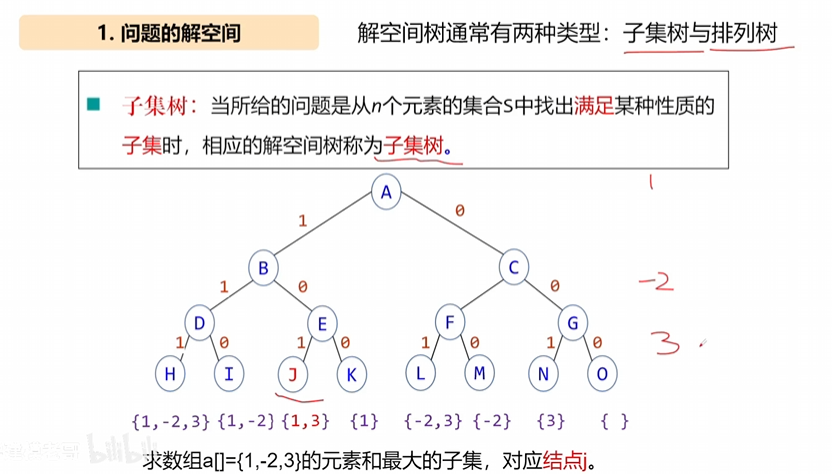 1. 问题的解空间
解空间树通常有两种类型：子集树与排列树
子集树：当所给的问题是从n个元素的集合S中找出满足某种性质的
子集时，相应的解空间树称为子集树。
1
A
1 0
B C
-2
1 0 0
D E F G
3
1 0 1 0 1 0 1 0
H I J K L M N O
{1,-2,3} {1,-2} {1,3} {1} {-2,3} {-2} {3} { }
bilibili
求数组a[]={1,-2,3}的元素和最大的子集，对应结点j。